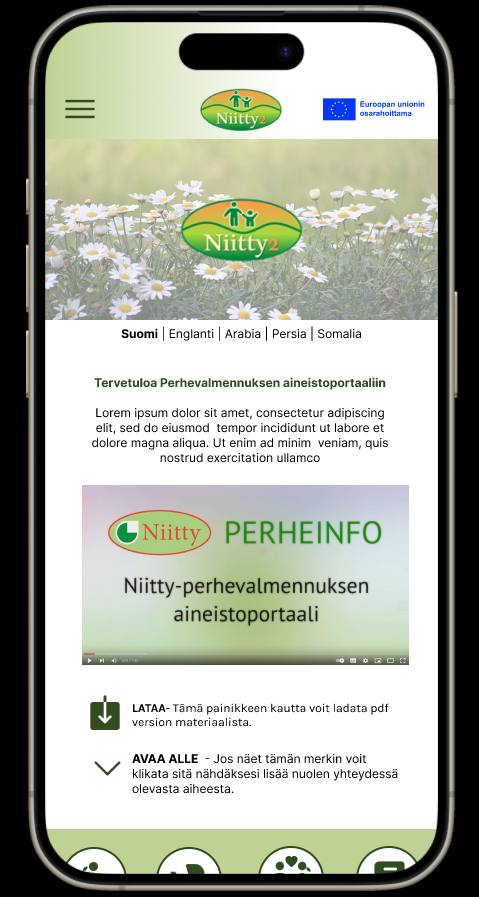 Niitty2
Euroopan unionin
osarahoittama
Niitty2
Suomi | Englanti | Arabia | Persia | Somalia
Tervetuloa Perhevalmennuksen aineistoportaaliin
Lorem ipsum dolor sit amet, consectetur adipiscing
elit, sed do eiusmod tempor incididunt ut labore et
dolore magna aliqua. Ut enim ad minim veniam, quis
nostrud exercitation ullamco
Niitty PERHEINFO
Niitty-perhevalmennuksen
aineistoportaali
LATAA- Tämä painikkeen kautta voit ladata pdf
version materiaalista.
AVAA ALLE - Jos näet tämän merkin voit
klikata sitä nähdäksesi lisää nuolen yhteydessä
olevasta aiheesta.